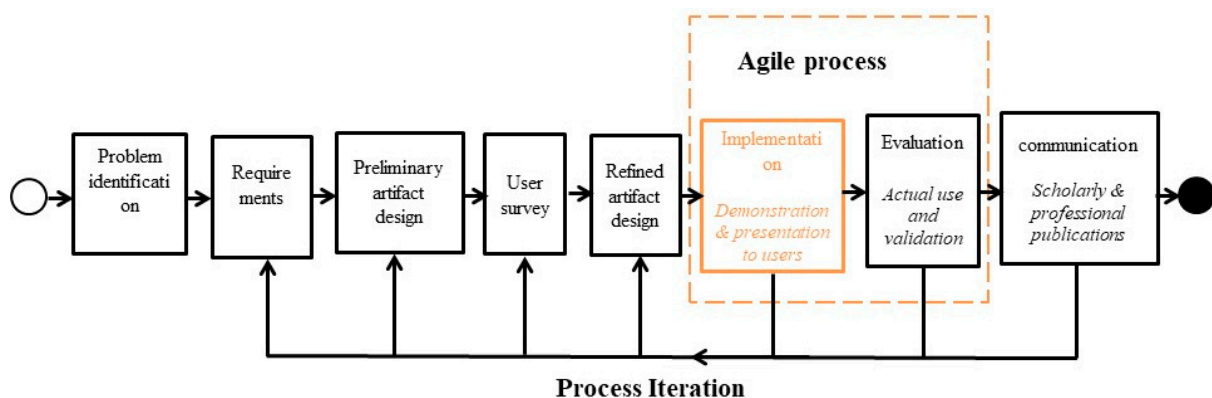 Agile process
Problem
identificati
on
Require
ments
Preliminary
artifact
design
User
survey
Refined
artifact
design
Implementati
on
Demonstration
& presentation
to users
Evaluation
Actual use
and
validation
communication
Scholarly &
professional
publications
Process Iteration